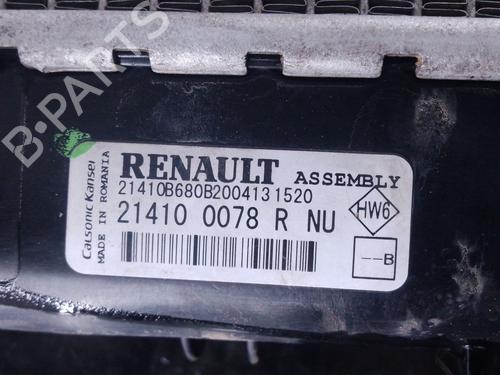 B-PARTS
Calsonic Kansei
MADE IN ROMANIA
RENAULT ASSEMBLY
21410B680B2004131520
21410 0078 R NU
HW6
--B